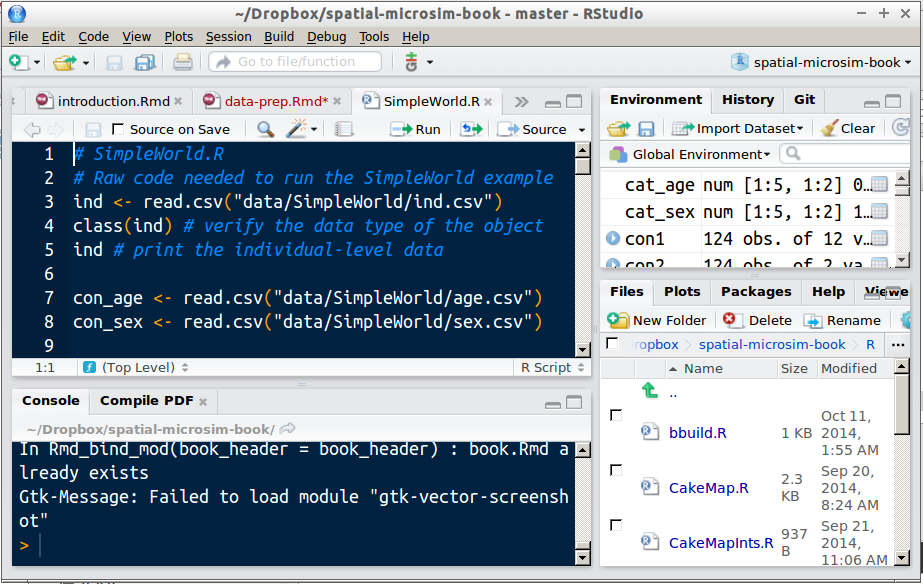 ~/Dropbox/spatial-microsim-book - master - RStudio
File Edit Code View Plots Session Build Debug Tools Help
Go to file/function
spatial-microsim-book
introduction.Rmd
data-prep.Rmd*
SimpleWorld.R
Source on Save
Run
Source
1 # SimpleWorld.R
2 # Raw code needed to run the SimpleWorld example
3 ind <- read.csv("data/SimpleWorld/ind.csv")
4 class(ind) # verify the data type of the object
5 ind # print the individual-level data
6
7 con_age <- read.csv("data/SimpleWorld/age.csv")
8 con_sex <- read.csv("data/SimpleWorld/sex.csv")
9
1:1 (Top Level) R Script
Console Compile PDF
~/Dropbox/spatial-microsim-book/
In Rmd_bind_mod(book_header = book_header) : book.Rmd a
lready exists
Gtk-Message: Failed to load module "gtk-vector-screensh
ot"
>
Environment History Git
Import Dataset Clear
Global Environment
cat_age num [1:5, 1:2] 0...
cat_sex num [1:5, 1:2] 1...
con1 124 obs. of 12 v...
con2 124 obs. of 2 va...
Files Plots Packages Help Viewe
New Folder Delete Rename
ropbox spatial-microsim-book R ...
Name Size Modified
..
bbuild.R 1 KB Oct 11, 2014, 1:55 AM
CakeMap.R 2.3 KB Sep 20, 2014, 8:24 AM
CakeMapInts.R 937 B Sep 21, 2014, 11:06 AM